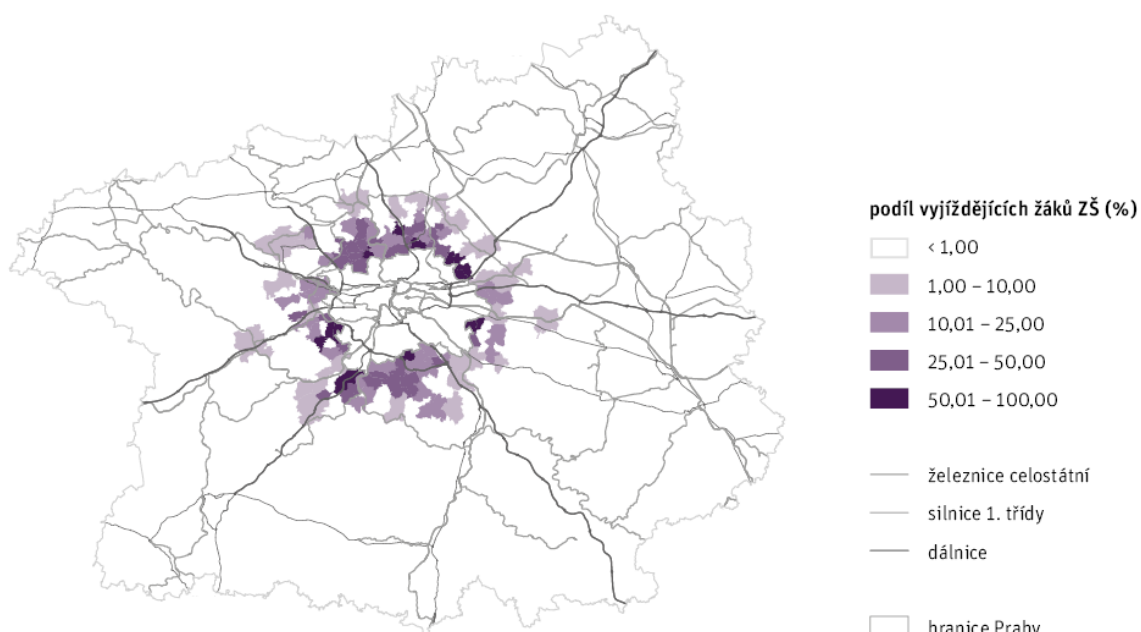 podíl vyjíždějících žáků ZŠ (%)
< 1,00
1,00 – 10,00
10,01 – 25,00
25,01 – 50,00
50,01 – 100,00
železnice celostátní
silnice 1. třídy
dálnice
hranice Prahy